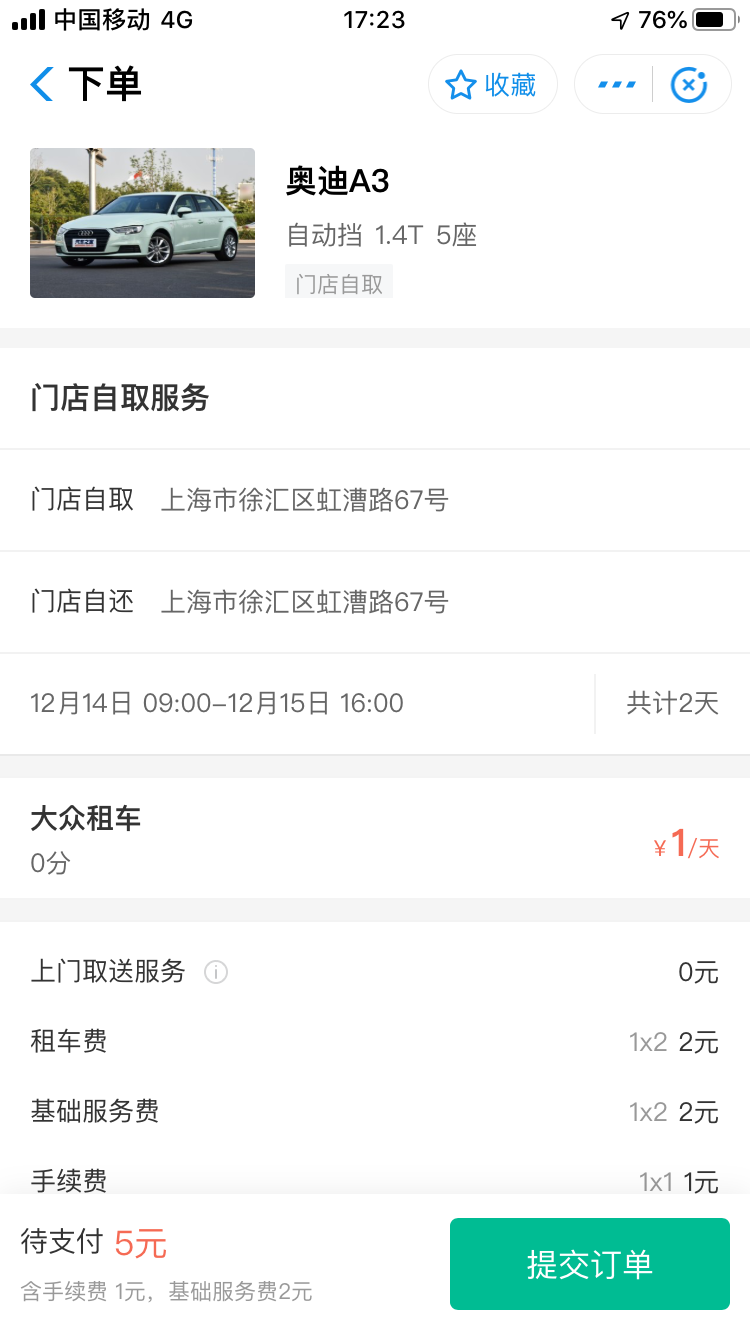 中国移动 4G 17:23 76%
下单 收藏
奥迪A3
自动挡 1.4T 5座
门店自取
门店自取服务
门店自取 上海市徐汇区虹漕路67号
门店自还 上海市徐汇区虹漕路67号
12月14日 09:00–12月15日 16:00 共计2天
大众租车
0分
¥1/天
上门取送服务 0元
租车费 1x2 2元
基础服务费 1x2 2元
手续费 1x1 1元
待支付 5元
含手续费 1元，基础服务费2元
提交订单